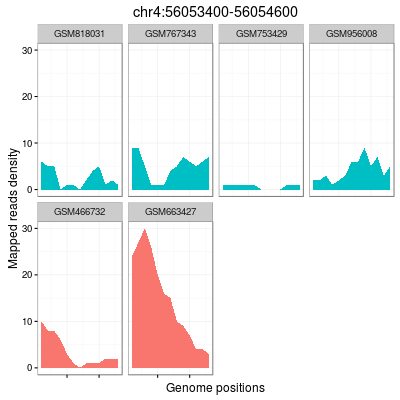 chr4:56053400-56054600
GSM818031 GSM767343 GSM753429 GSM956008
30
20
10
0
GSM466732 GSM663427
30
20
10
0
Mapped reads density
Genome positions